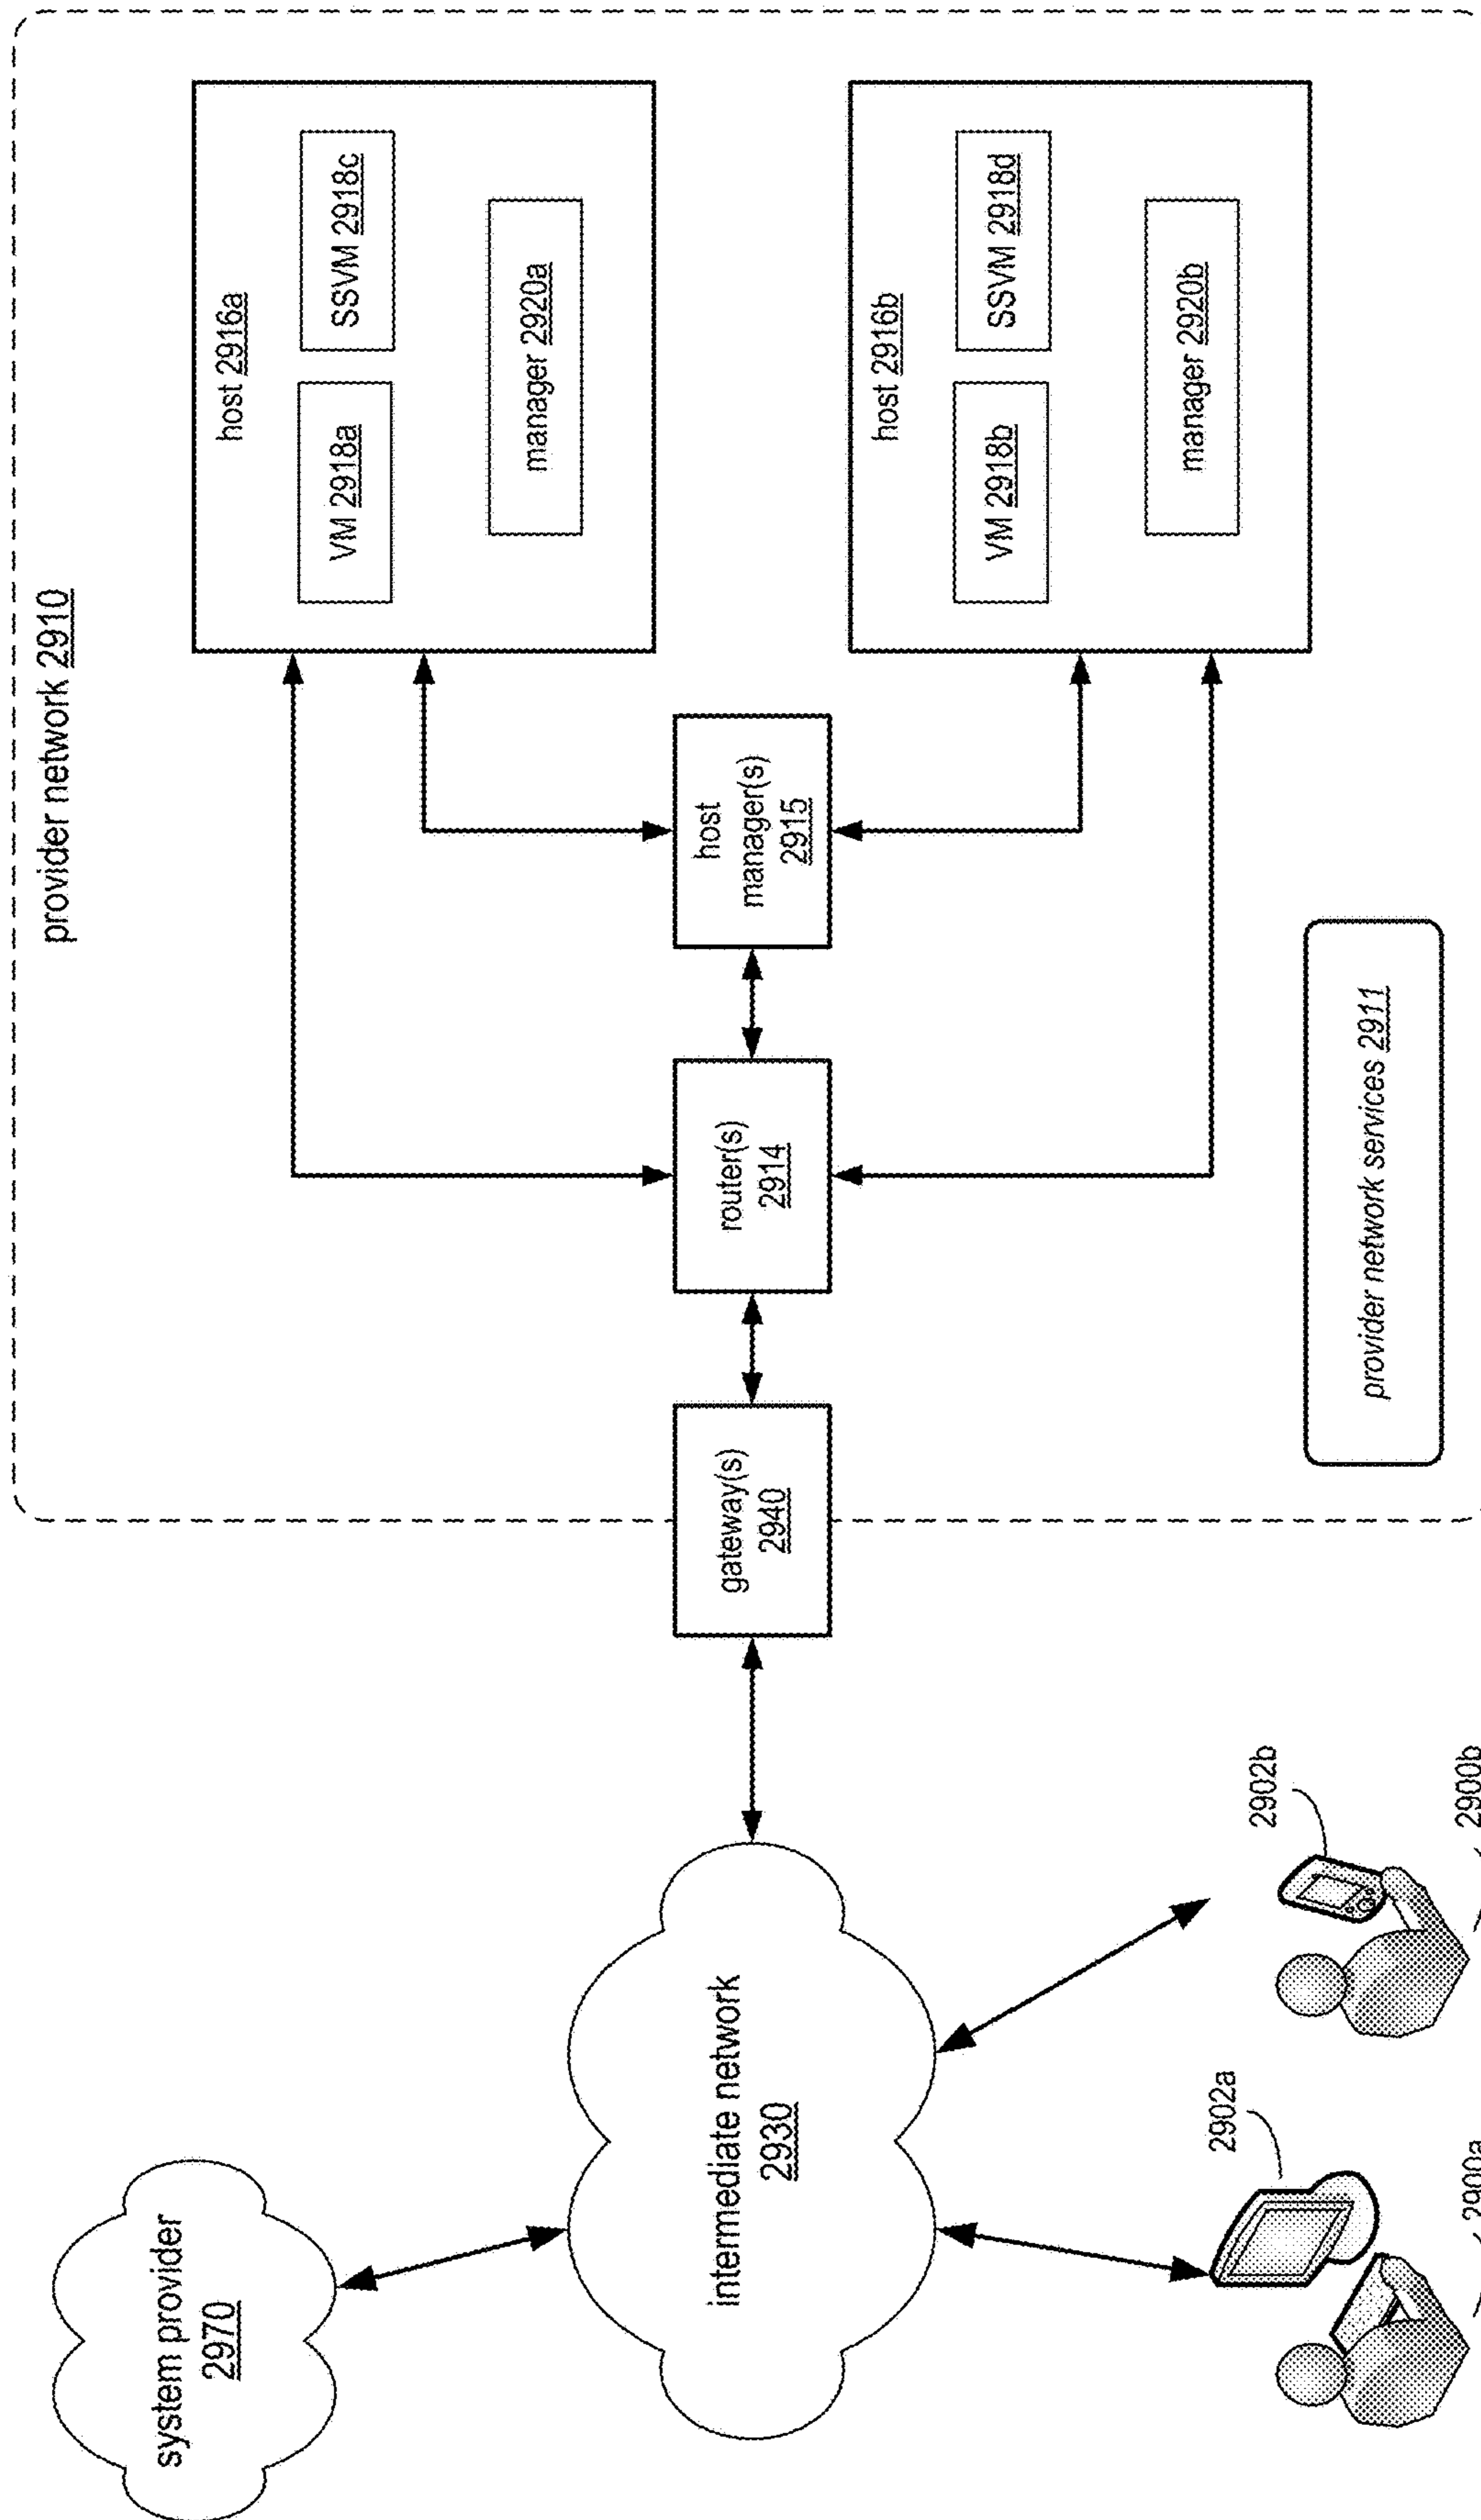 provider network 2910
host 2916a
VM 2918a
SSVM 2918c
manager 2920a
system provider
2970
intermediate network
2930
gateway(s)
2940
router(s)
2914
host
manager(s)
2915
host 2916b
VM 2918b
SSVM 2918d
manager 2920b
provider network services 2911
2902a
2902b
2900a
2900b